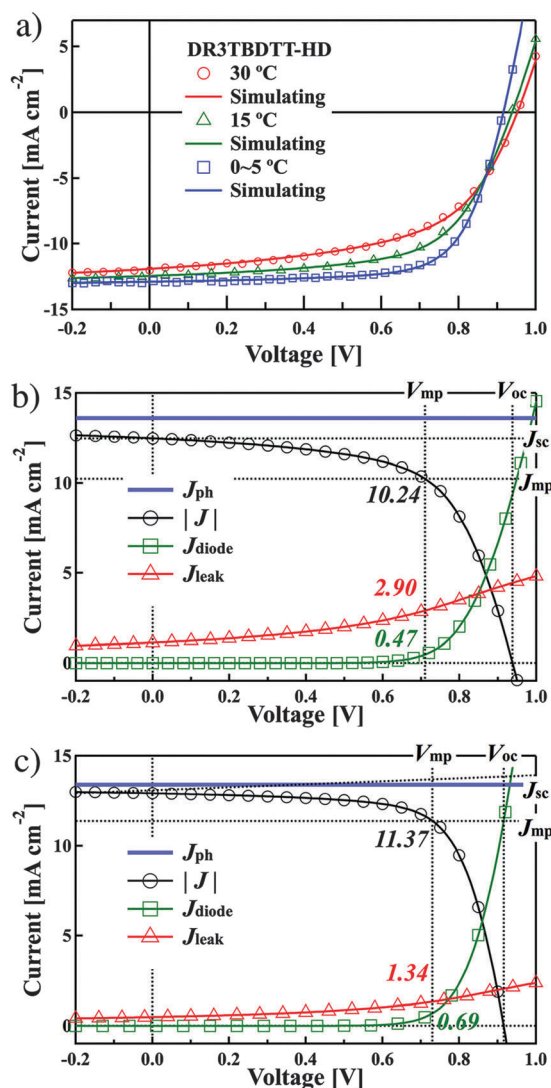 a)
DR3TBDTT-HD
30 ºC
Simulating
15 ºC
Simulating
0~5 ºC
Simulating
Current [mA cm-2]
5
0
-5
-10
-15
-0.2 0.0 0.2 0.4 0.6 0.8 1.0
Voltage [V]
b)
Vmp Voc
Jsc
Jmp
Jph
| J |
Jdiode
Jleak
10.24
2.90
0.47
Current [mA cm-2]
15
10
5
0
-0.2 0.0 0.2 0.4 0.6 0.8 1.0
Voltage [V]
c)
Vmp Voc
Jsc
Jmp
Jph
| J |
Jdiode
Jleak
11.37
1.34
0.69
Current [mA cm-2]
15
10
5
0
-0.2 0.0 0.2 0.4 0.6 0.8 1.0
Voltage [V]